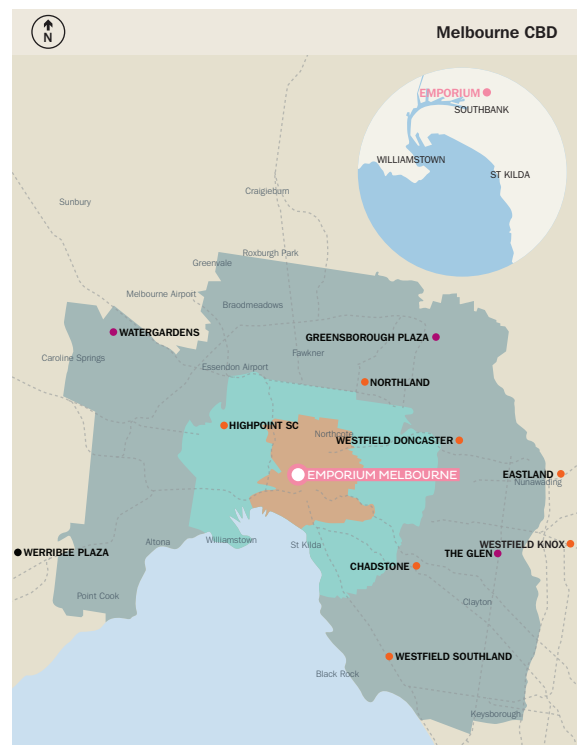 N
Melbourne CBD
EMPORIUM
SOUTHBANK
WILLIAMSTOWN
ST KILDA
Sunbury
Craigieburn
Roxburgh Park
Greenvale
Melbourne Airport
Braodmeadows
WATERGARDENS
GREENSBOROUGH PLAZA
Fawkner
Caroline Springs
Essendon Airport
NORTHLAND
HIGHPOINT SC
Northcote
WESTFIELD DONCASTER
EMPORIUM MELBOURNE
EASTLAND
Nunawading
Williamstown
Altona
St Kilda
WESTFIELD KNOX
WERRIBEE PLAZA
THE GLEN
CHADSTONE
Point Cook
Clayton
WESTFIELD SOUTHLAND
Black Rock
Keysborough